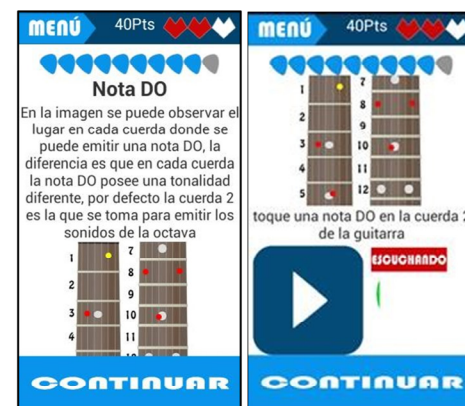 MENÚ 40Pts
Nota DO
En la imagen se puede observar el
lugar en cada cuerda donde se
puede emitir una nota DO, la
diferencia es que en cada cuerda
la nota DO posee una tonalidad
diferente, por defecto la cuerda 2
es la que se toma para emitir los
sonidos de la octava
1 7
2 8
9
3 10
4 11
CONTINUAR
MENÚ 40Pts
1 7
2 8
9
3 10
4 11
5 12
toque una nota DO en la cuerda 2
de la guitarra
ESCUCHANDO
CONTINUAR